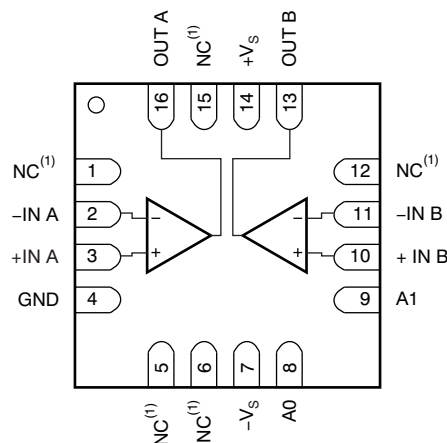 OUT A
NC(1)
+VS
OUT B
16
15
14
13
NC(1)
1
12
NC(1)
–IN A
2
–
–
11
–IN B
+IN A
3
+
+
10
+ IN B
GND
4
9
A1
5
6
7
8
NC(1)
NC(1)
–VS
A0